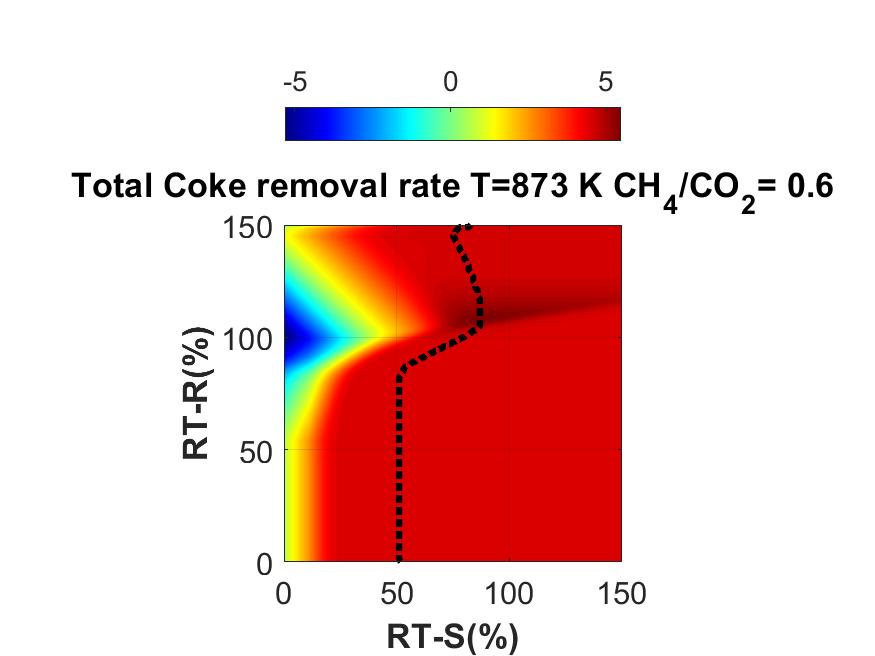 -5 0 5
Total Coke removal rate T=873 K CH₄/CO₂= 0.6
150
100
50
0
RT-R(%)
0 50 100 150
RT-S(%)